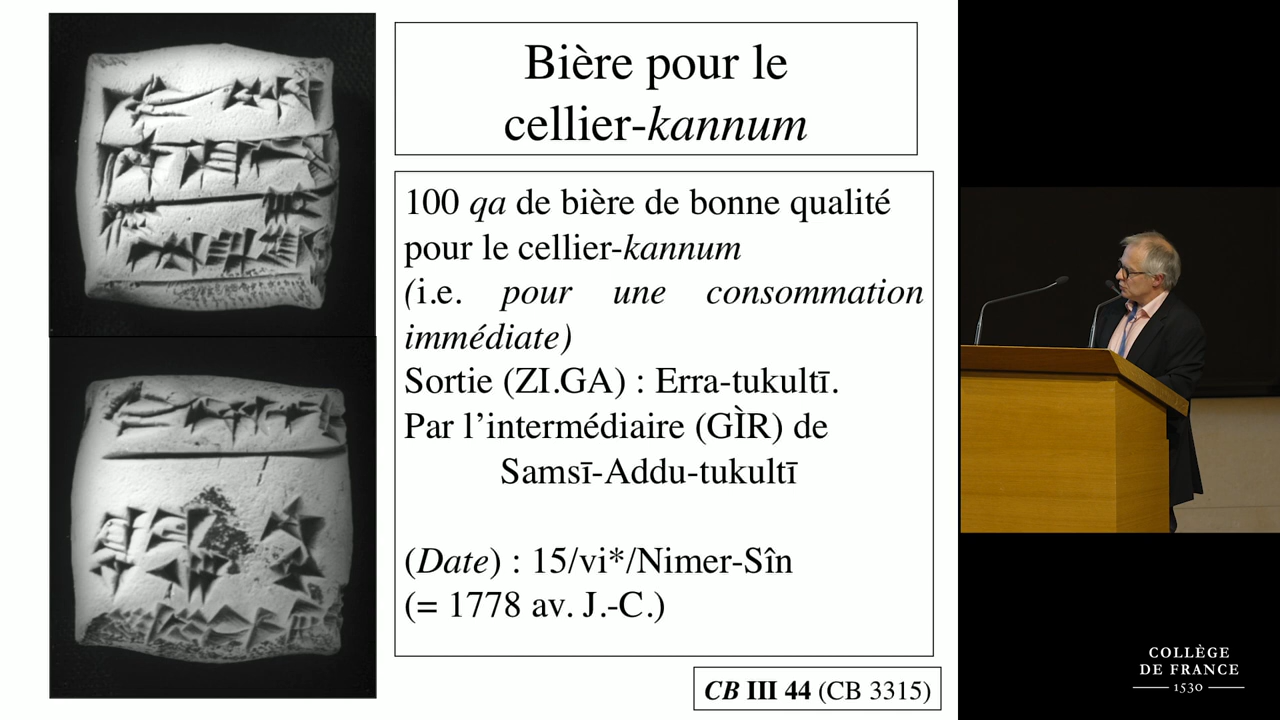 Bière pour le
cellier-kannum
100 qa de bière de bonne qualité
pour le cellier-kannum
(i.e. pour une consommation
immédiate)
Sortie (ZI.GA) : Erra-tukultī.
Par l’intermédiaire (GÌR) de
Samsī-Addu-tukultī
(Date) : 15/vi*/Nimer-Sîn
(= 1778 av. J.-C.)
CB III 44 (CB 3315)
COLLÈGE
DE FRANCE
1530